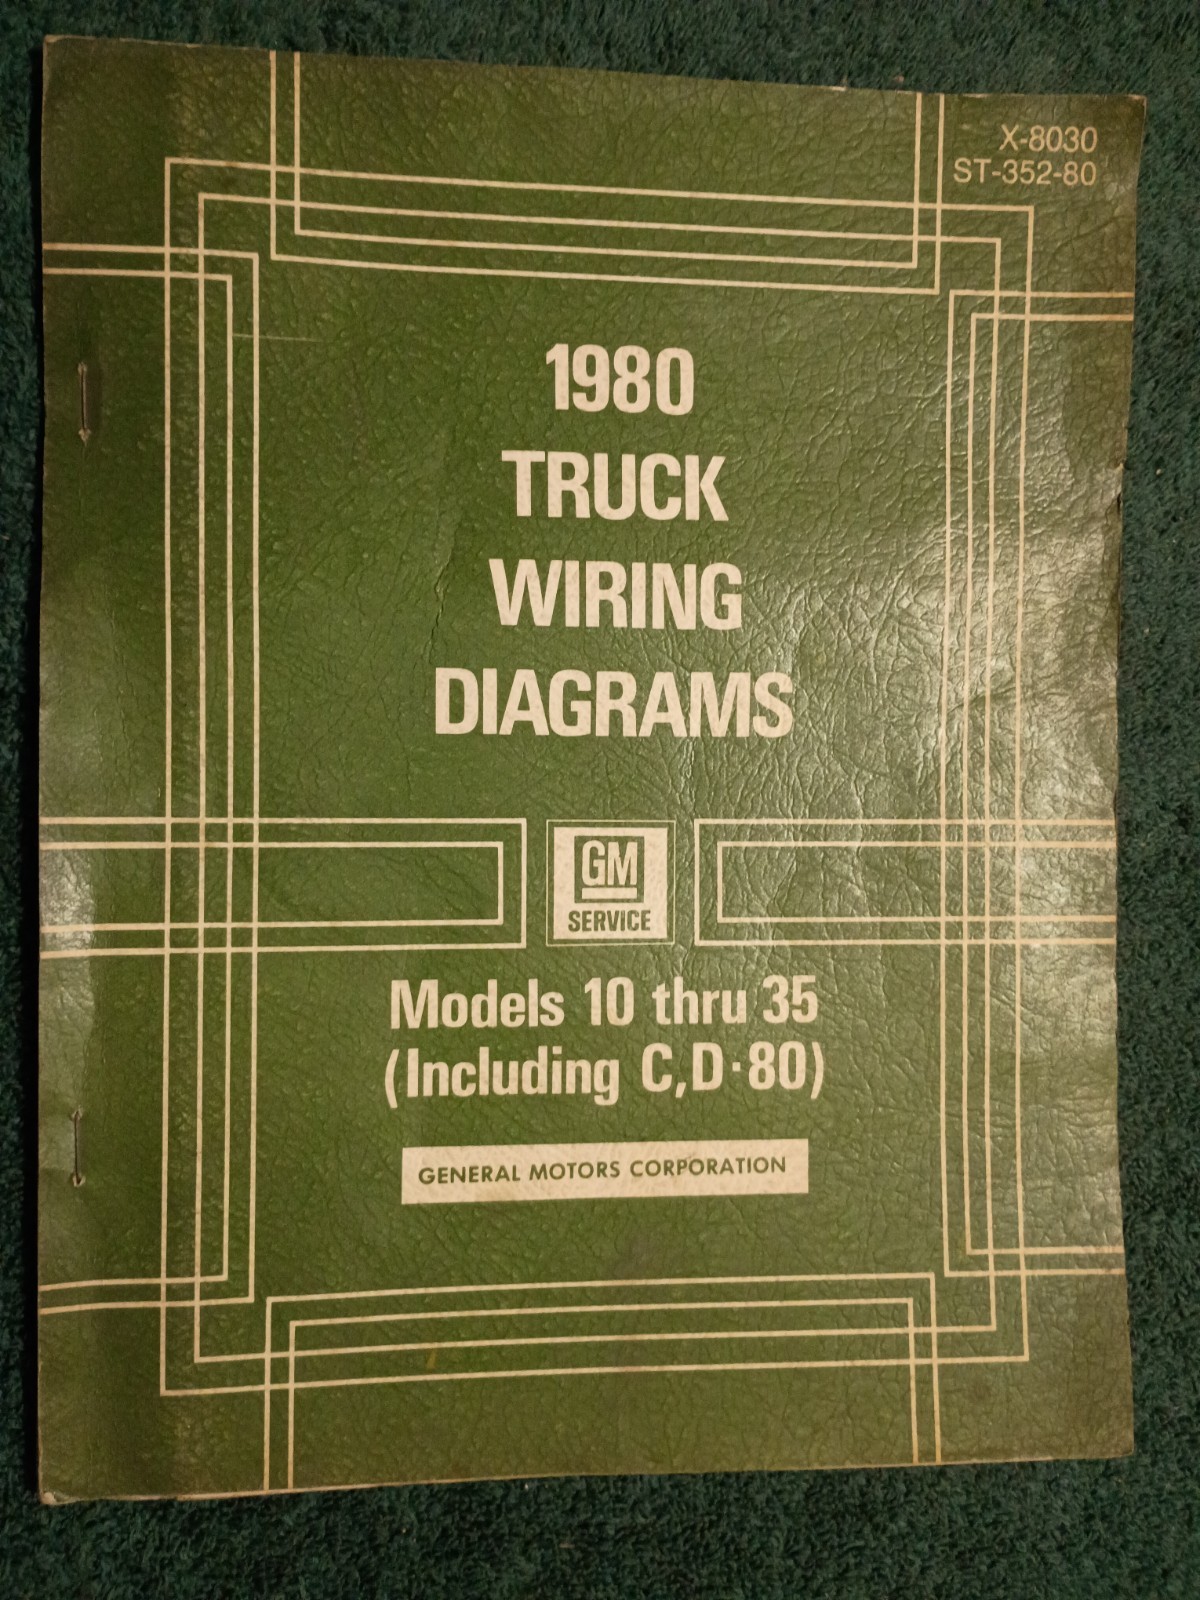 X-8030
ST-352-80
1980
TRUCK
WIRING
DIAGRAMS
GM
SERVICE
Models 10 thru 35
(Including C,D·80)
GENERAL MOTORS CORPORATION